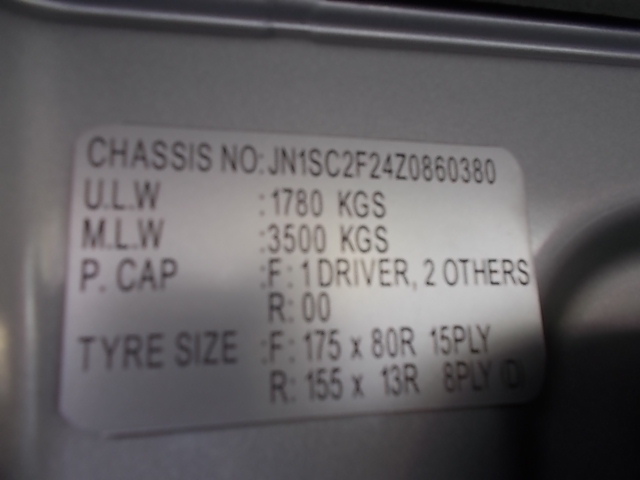 CHASSIS NO: JN1SC2F24Z0860380
U.L.W : 1780 KGS
M.L.W : 3500 KGS
P. CAP : F: 1 DRIVER, 2 OTHERS
R: 00
TYRE SIZE : F: 175 x 80R 15PLY
R: 155 x 13R 8PLY (D)